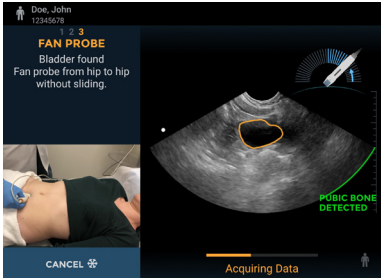 Doe, John
12345678
1 2 3
FAN PROBE
Bladder found
Fan probe from hip to hip
without sliding.
PUBIC BONE
DETECTED
CANCEL
Acquiring Data